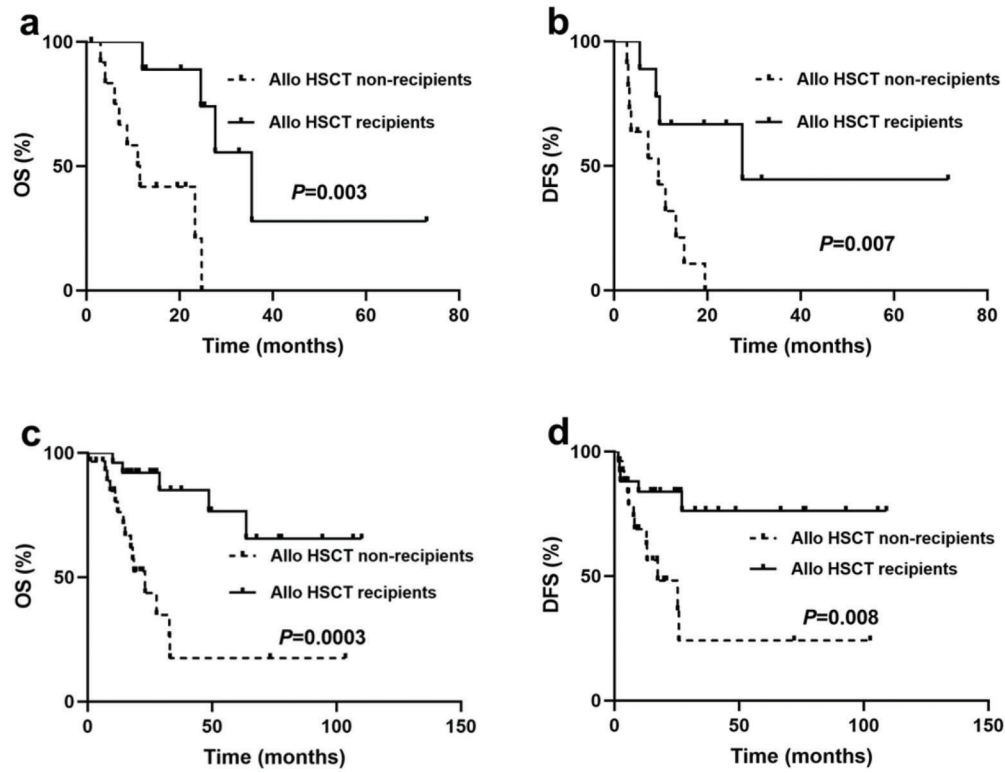 a
100
50
0
OS (%)
Allo HSCT non-recipients
Allo HSCT recipients
P=0.003
0 20 40 60 80
Time (months)
b
100
50
0
DFS (%)
Allo HSCT non-recipients
Allo HSCT recipients
P=0.007
0 20 40 60 80
Time (months)
c
100
50
0
OS (%)
Allo HSCT non-recipients
Allo HSCT recipients
P=0.0003
0 50 100 150
Time (months)
d
100
50
0
DFS (%)
Allo HSCT non-recipients
Allo HSCT recipients
P=0.008
0 50 100 150
Time (months)